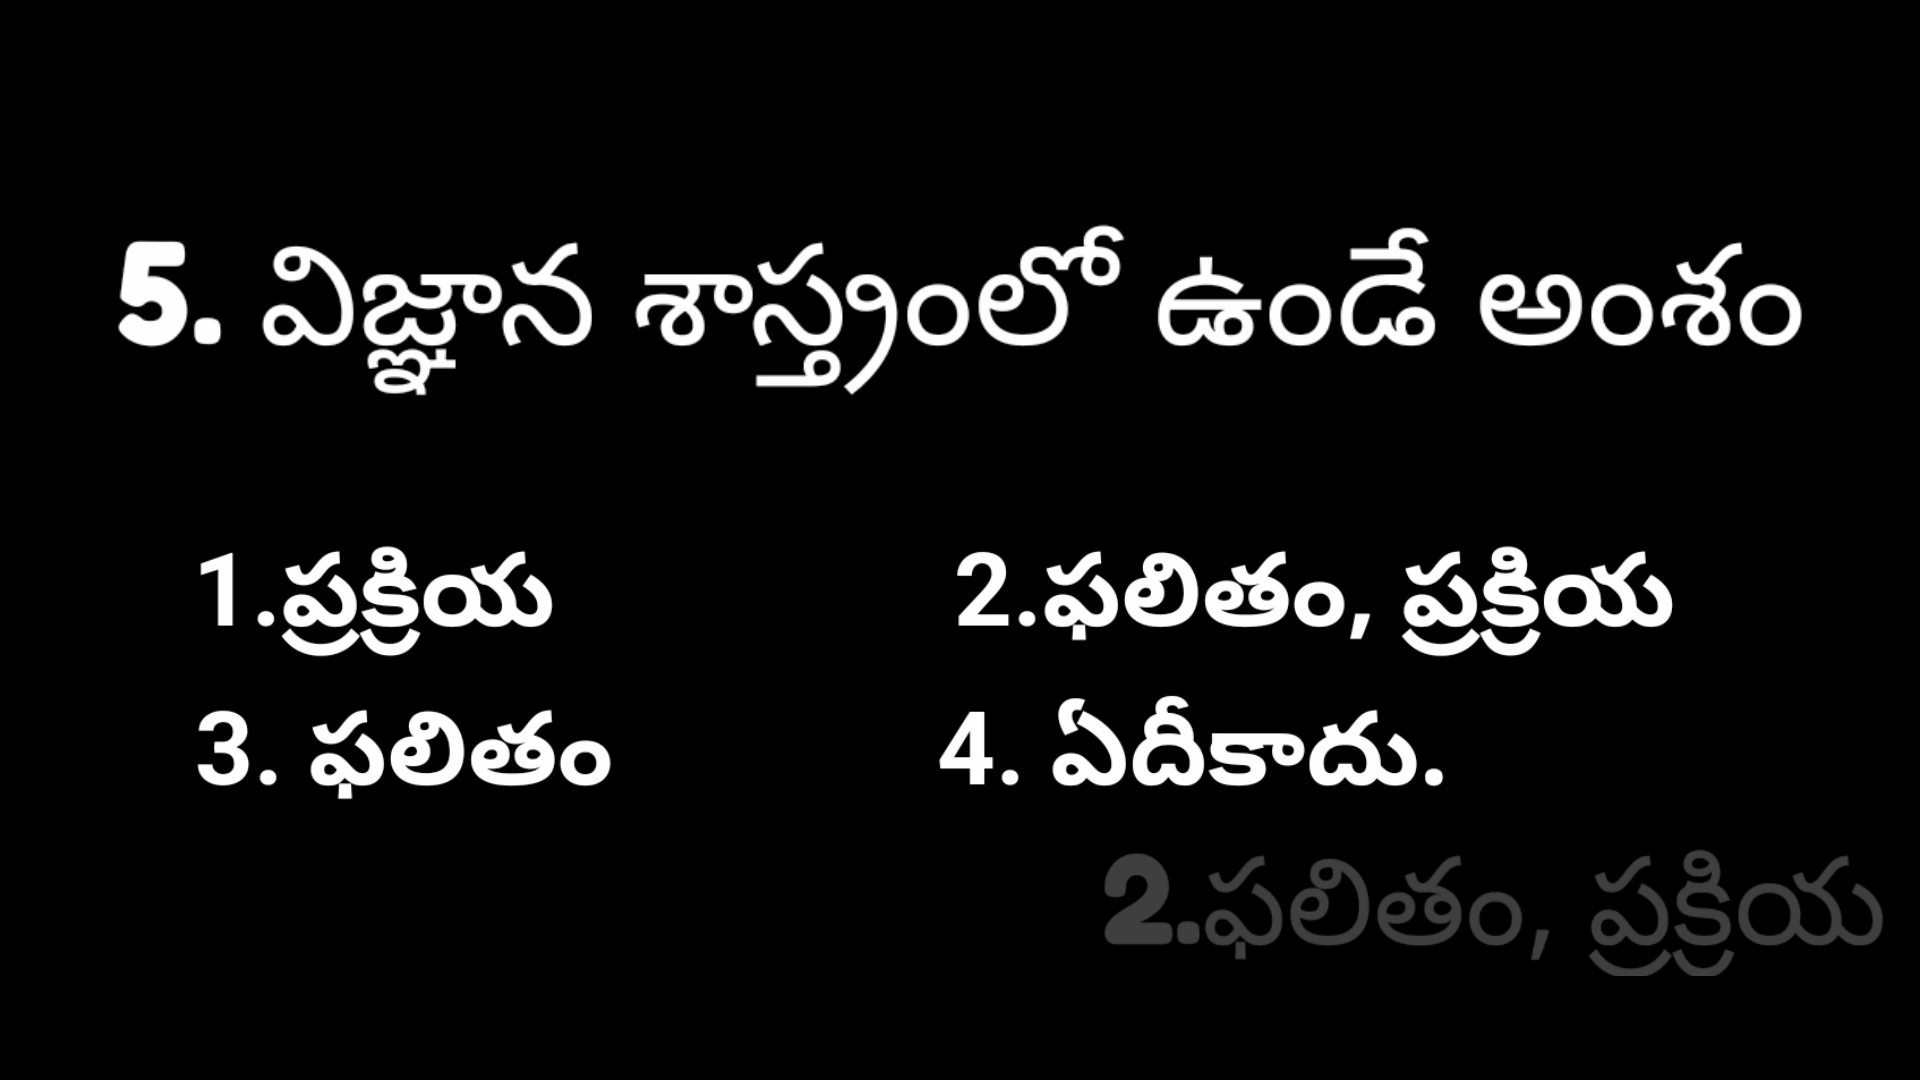 5. విజ్ఞాన శాస్త్రంలో ఉండే అంశం
1.ప్రక్రియ 2.ఫలితం, ప్రక్రియ
3. ఫలితం 4. ఏదీకాదు.
2.ఫలితం, ప్రక్రియ